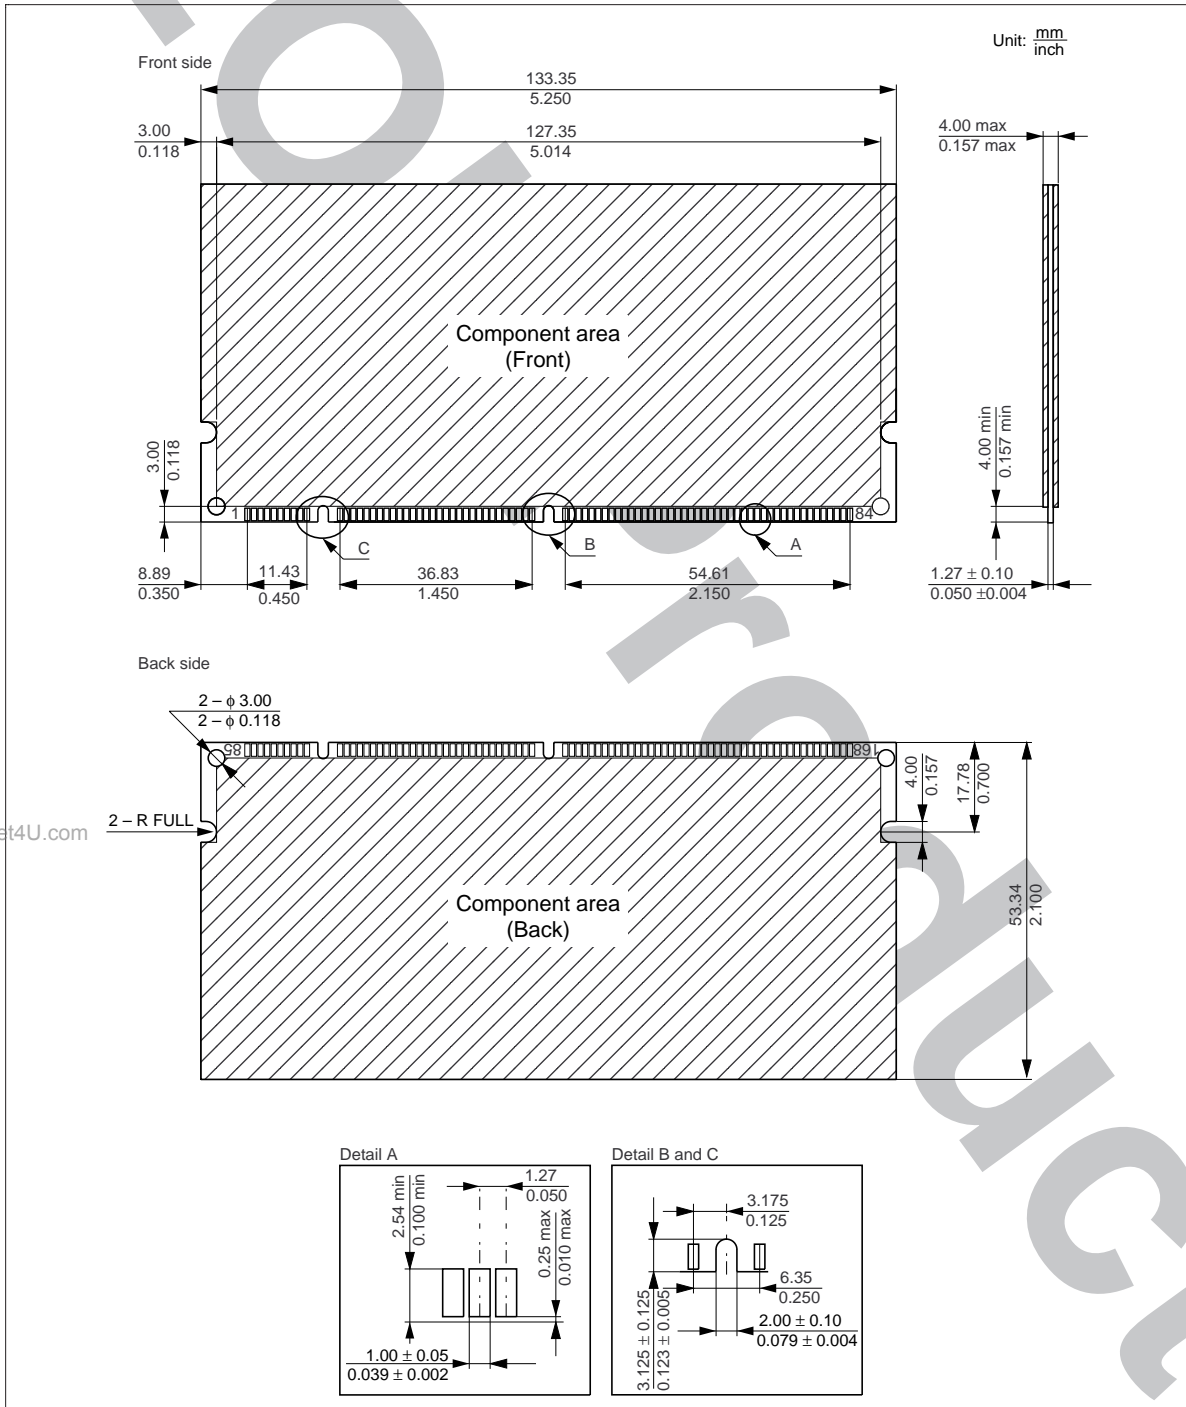 Unit: mm
inch
Front side
133.35
5.250
3.00
0.118
127.35
5.014
4.00 max
0.157 max
Component area
(Front)
3.00
0.118
4.00 min
0.157 min
1
84
C
B
A
8.89
0.350
11.43
0.450
36.83
1.450
54.61
2.150
1.27 ± 0.10
0.050 ±0.004
Back side
2 – ϕ 3.00
2 – ϕ 0.118
85
168
4.00
0.157
17.78
0.700
2 – R FULL
et4U.com
53.34
2.100
Component area
(Back)
Detail A
2.54 min
0.100 min
1.27
0.050
0.25 max
0.010 max
1.00 ± 0.05
0.039 ± 0.002
Detail B and C
3.175
0.125
3.125 ± 0.125
0.123 ± 0.005
6.35
0.250
2.00 ± 0.10
0.079 ± 0.004